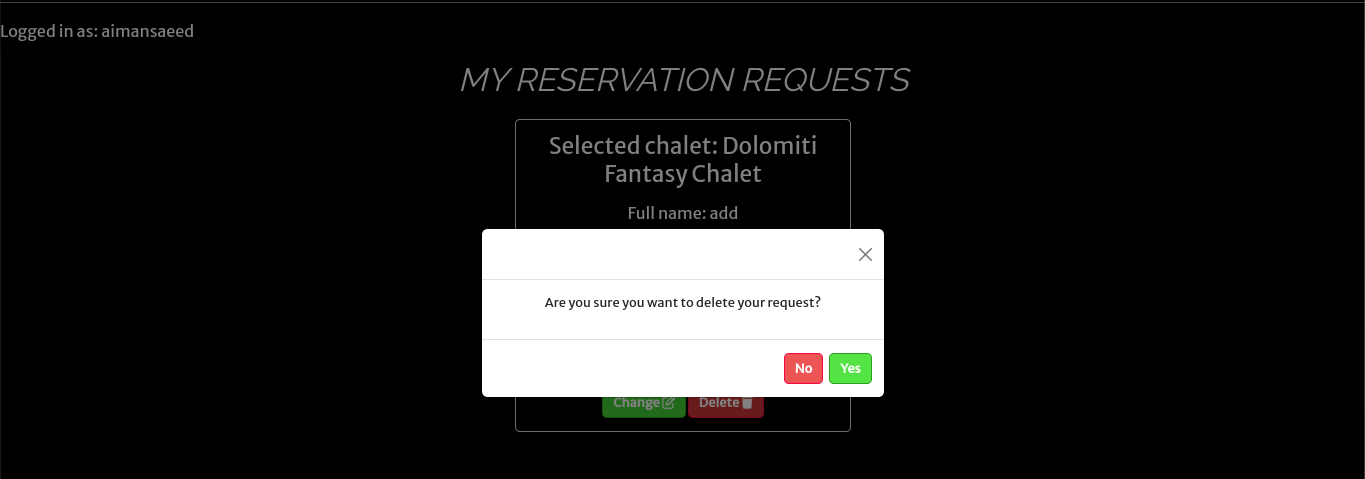 Logged in as: aimansaeed
MY RESERVATION REQUESTS
Selected chalet: Dolomiti
Fantasy Chalet
Full name: add
Are you sure you want to delete your request?
No Yes
Change Delete